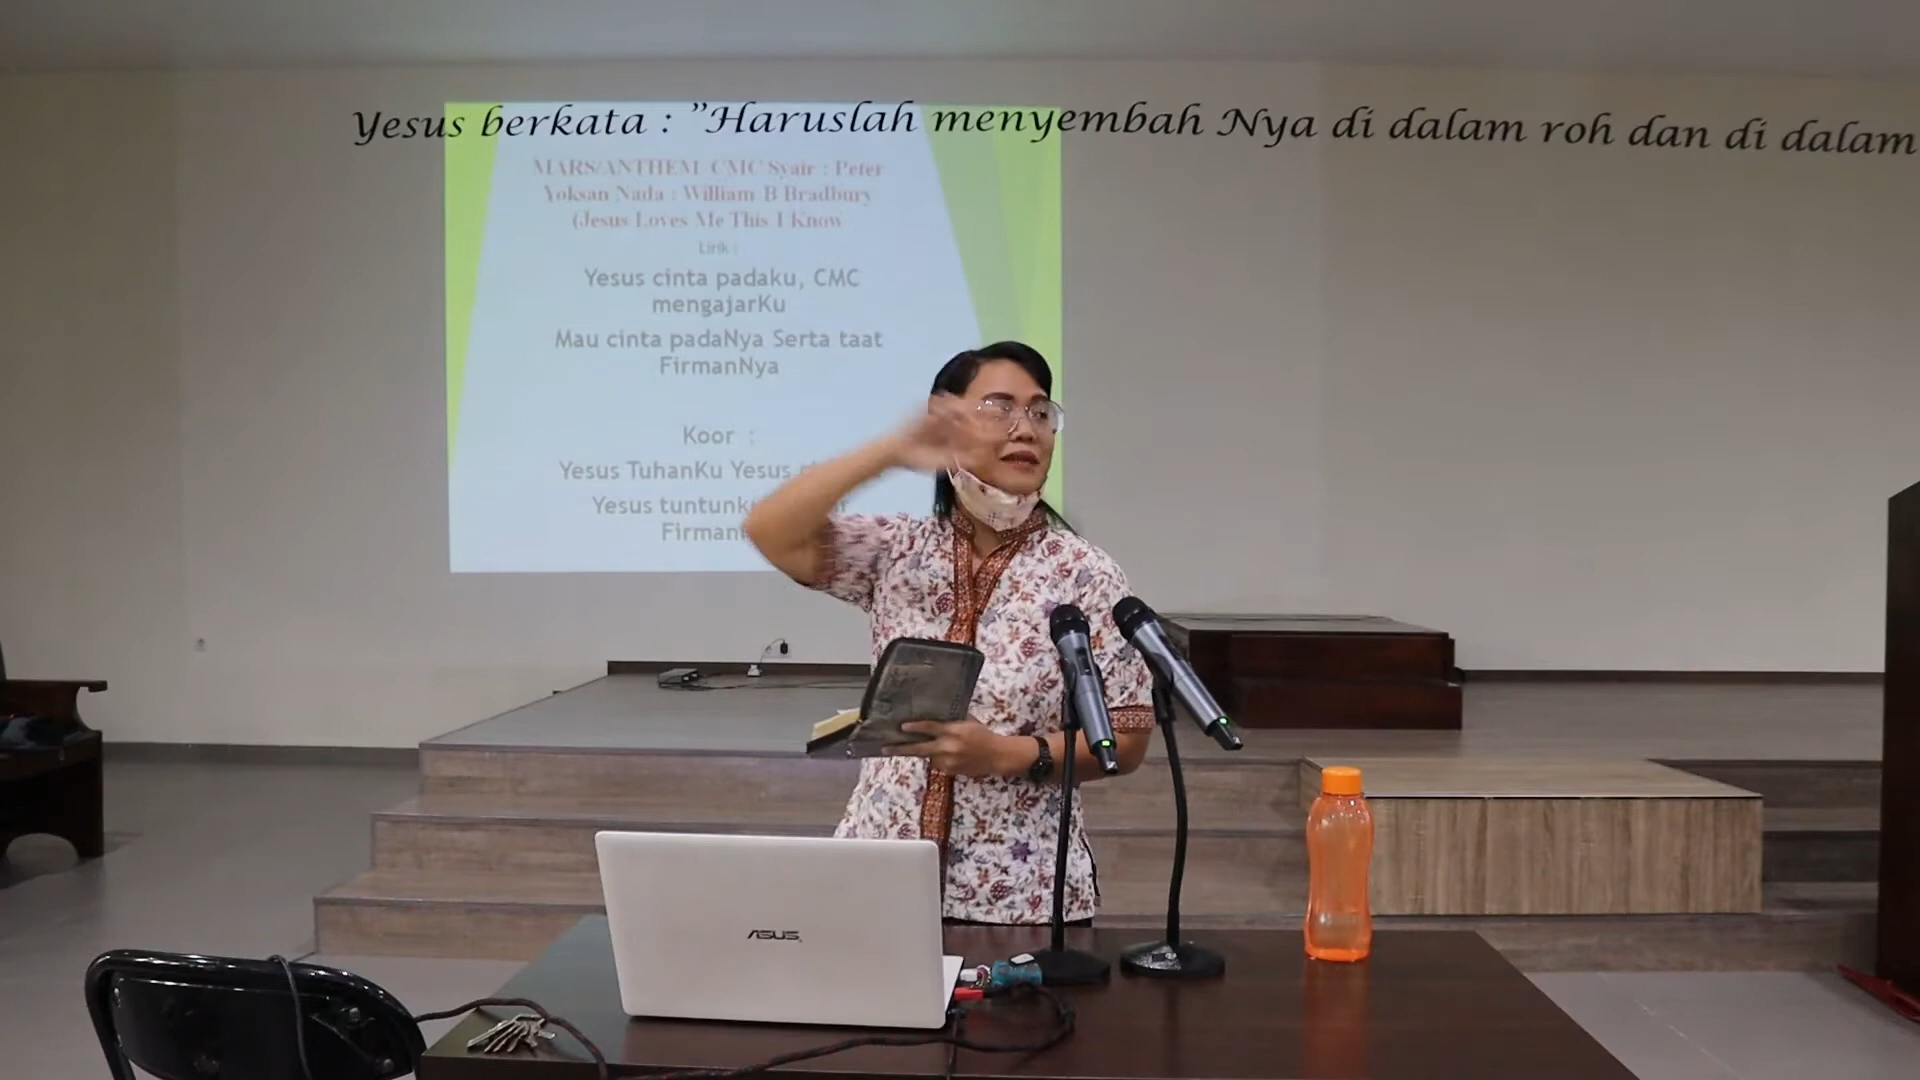 Yesus berkata : "Haruslah menyembah Nya di dalam roh dan di dalam
MARS/ANTHEM CMC Syair : Peter
Yoksan Nada : William B Bradbury
(Jesus Loves Me This I Know
Lirik :
Yesus cinta padaku, CMC
mengajarKu
Mau cinta padaNya Serta taat
FirmanNya
Koor :
Yesus TuhanKu Yesus
Yesus tuntunku
Firman
ASUS